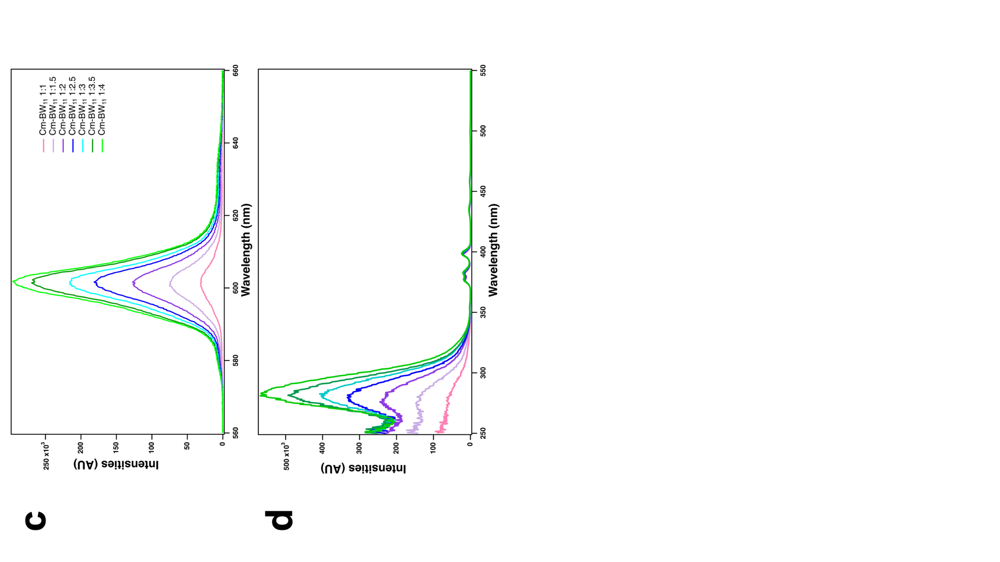 c
250 x10³
200
150
100
50
0
Intensities (AU)
560
580
600
620
640
660
Wavelength (nm)
Cm-BW₁₁ 1:1
Cm-BW₁₁ 1:1.5
Cm-BW₁₁ 1:2
Cm-BW₁₁ 1:2.5
Cm-BW₁₁ 1:3
Cm-BW₁₁ 1:3.5
Cm-BW₁₁ 1:4
d
500 x10³
400
300
200
100
0
Intensities (AU)
250
300
350
400
450
500
550
Wavelength (nm)